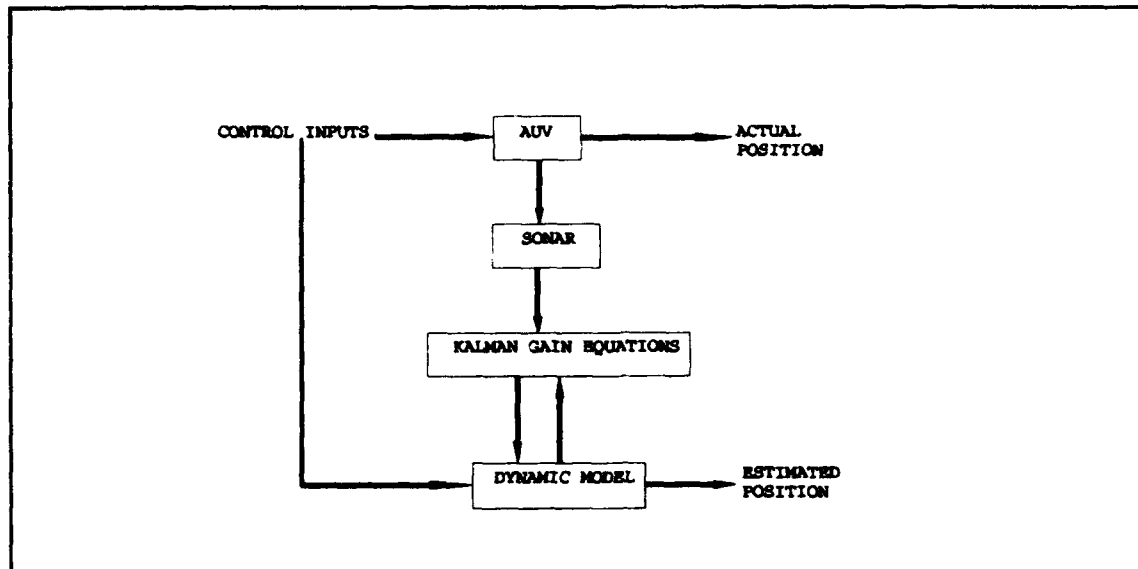 CONTROL INPUTS
AUV
ACTUAL
POSITION
SONAR
KALMAN GAIN EQUATIONS
DYNAMIC MODEL
ESTIMATED
POSITION